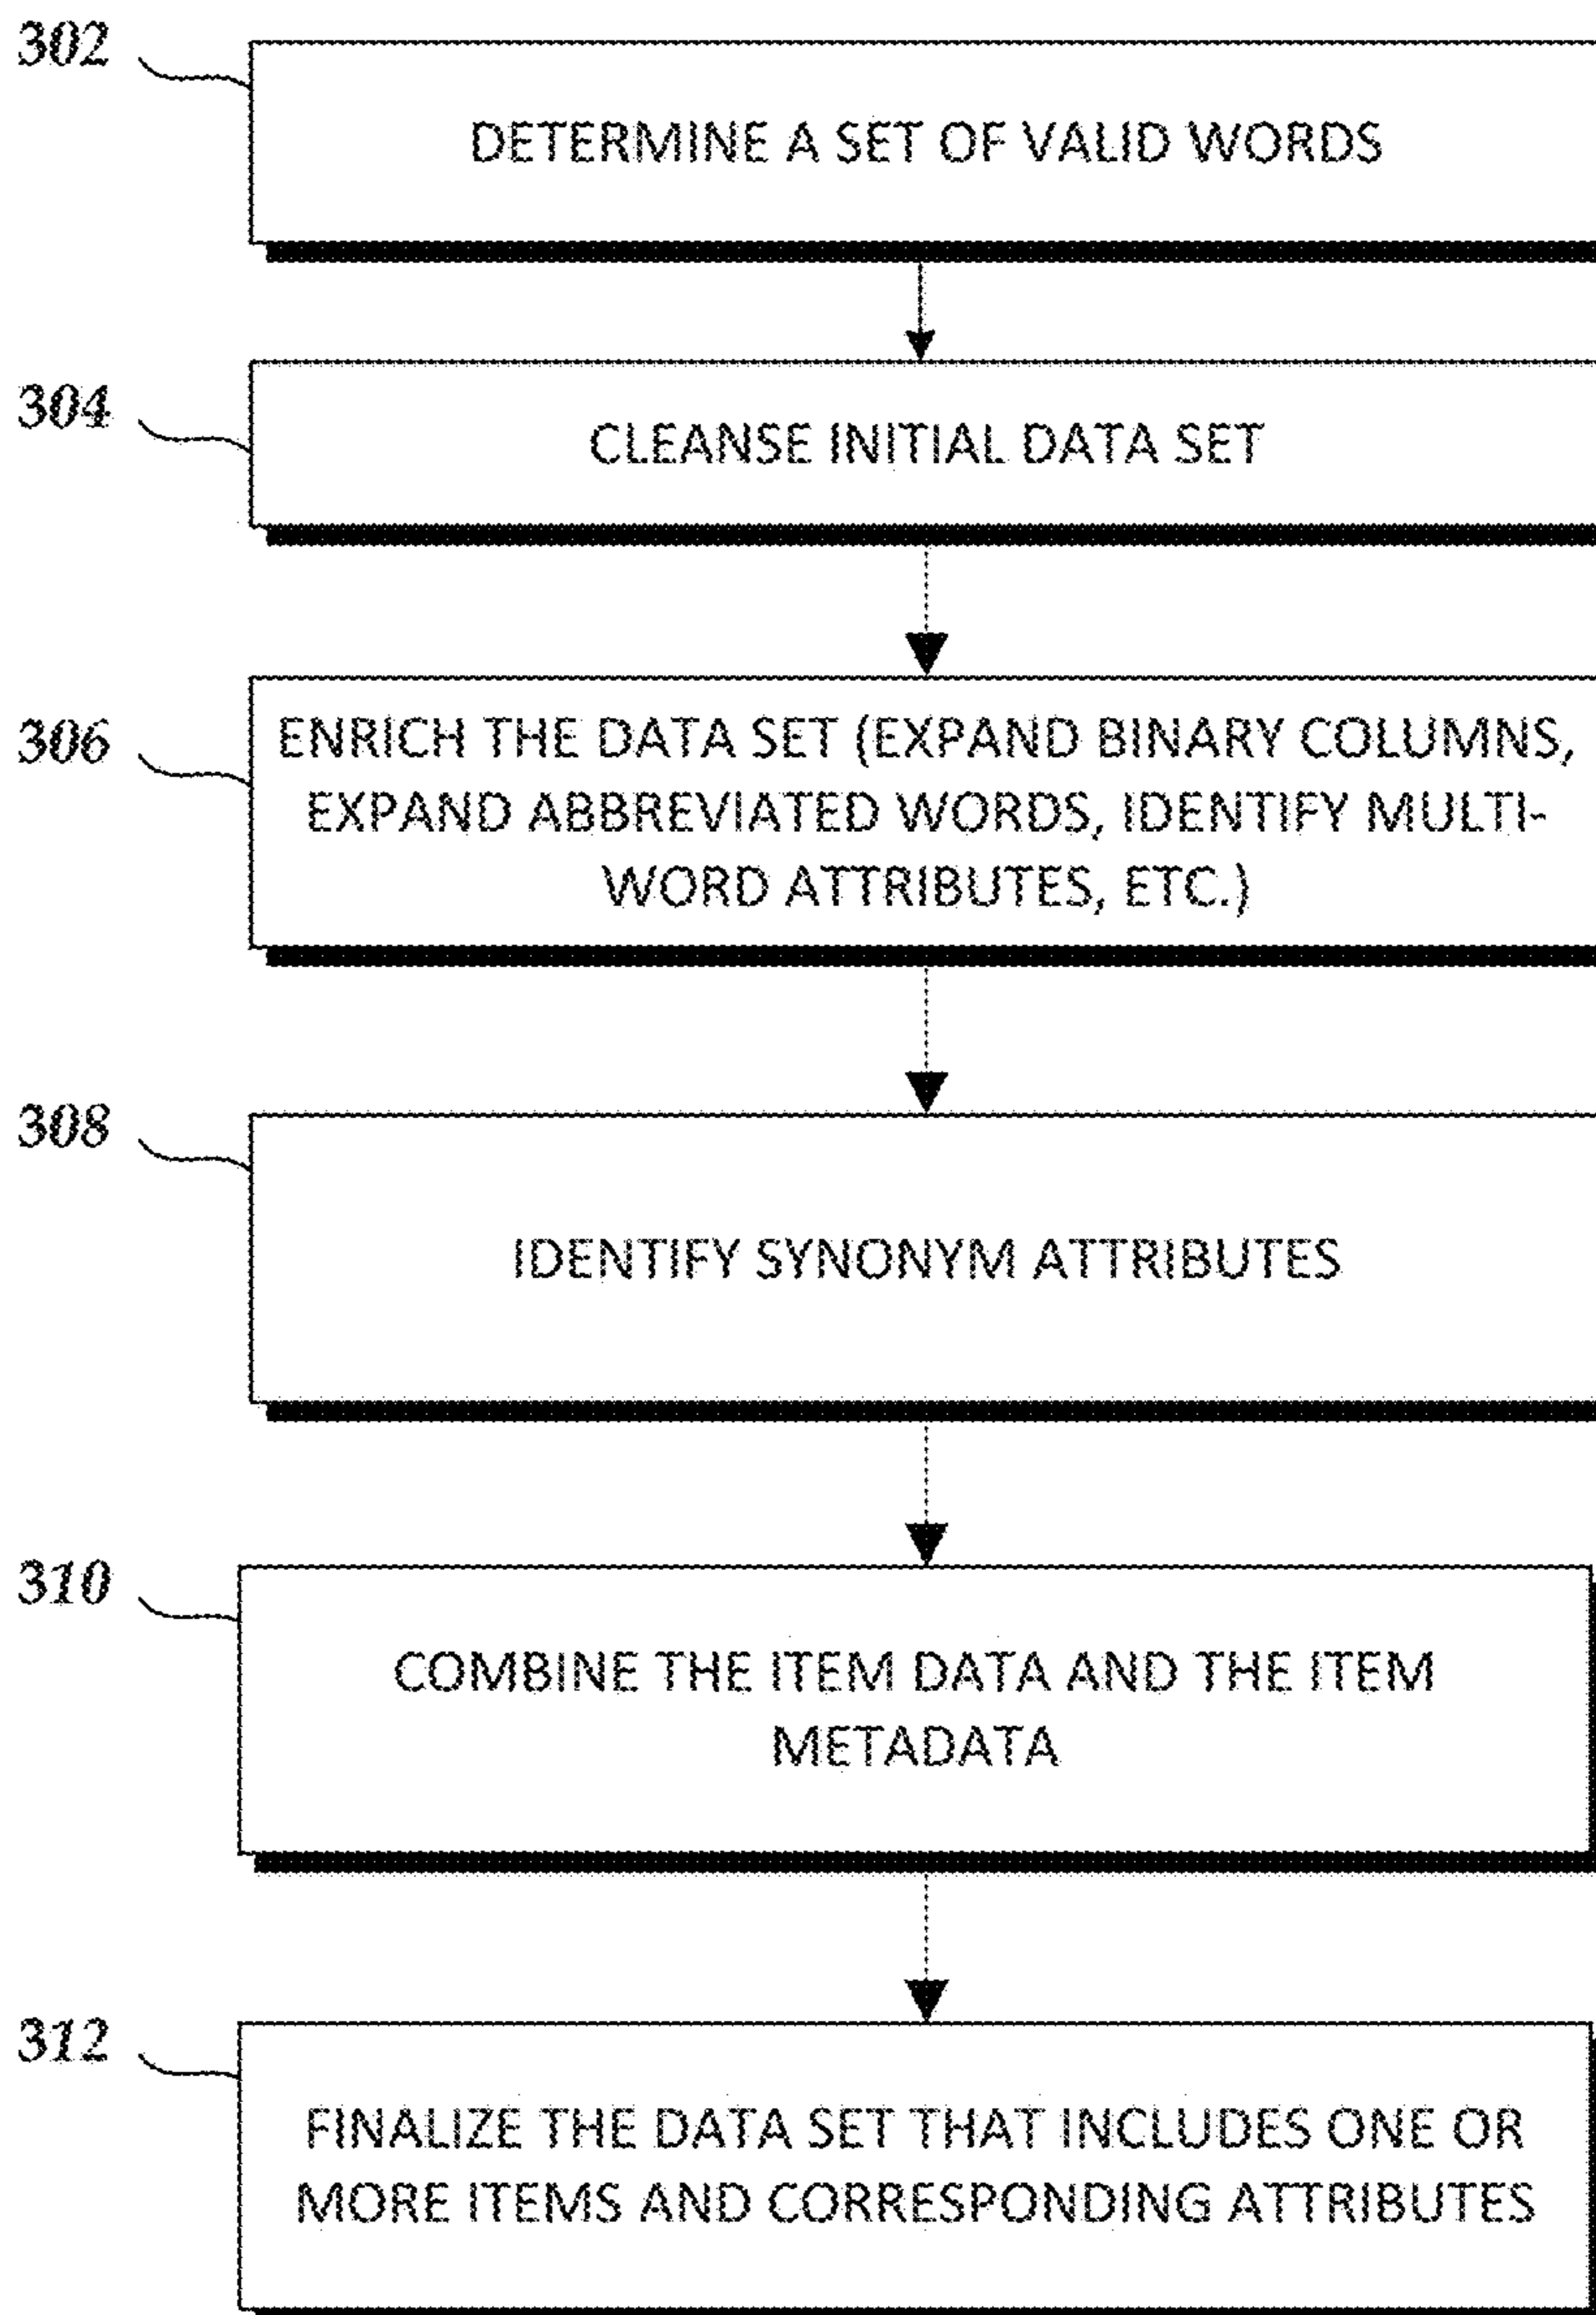 302
DETERMINE A SET OF VALID WORDS
304
CLEANSE INITIAL DATA SET
306
ENRICH THE DATA SET (EXPAND BINARY COLUMNS,
EXPAND ABBREVIATED WORDS, IDENTIFY MULTI-
WORD ATTRIBUTES, ETC.)
308
IDENTIFY SYNONYM ATTRIBUTES
310
COMBINE THE ITEM DATA AND THE ITEM
METADATA
312
FINALIZE THE DATA SET THAT INCLUDES ONE OR
MORE ITEMS AND CORRESPONDING ATTRIBUTES